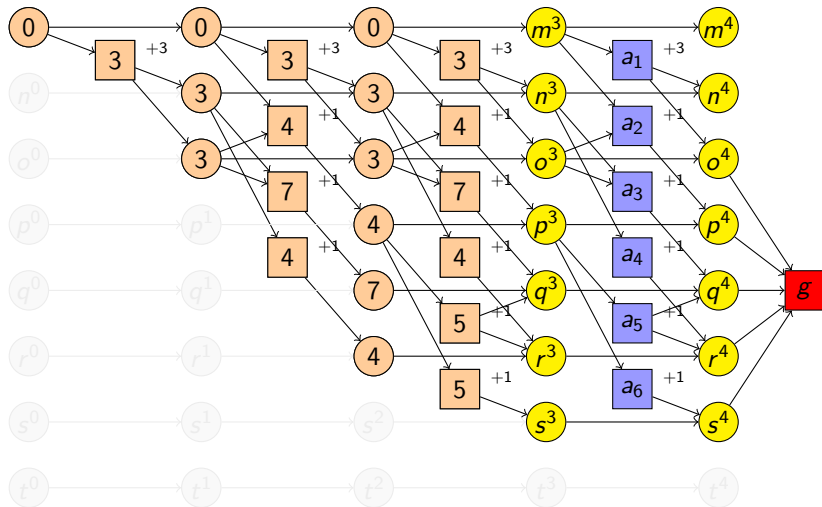 0 0 0 m³ m⁴
3 +3 3 +3 3 +3 a₁ +3
n⁰ 3 3 n³ n⁴
4 +1 4 +1 a₂ +1
o⁰ 3 3 o³ o⁴
7 +1 7 +1 a₃ +1
p⁰ p¹ 4 p³ p⁴
4 +1 4 +1 a₄ +1
q⁰ q¹ 7 q³ q⁴ g
5 +1 a₅ +1
r⁰ r¹ 4 r³ r⁴
5 +1 a₆ +1
s⁰ s¹ s² s³ s⁴
t⁰ t¹ t² t³ t⁴